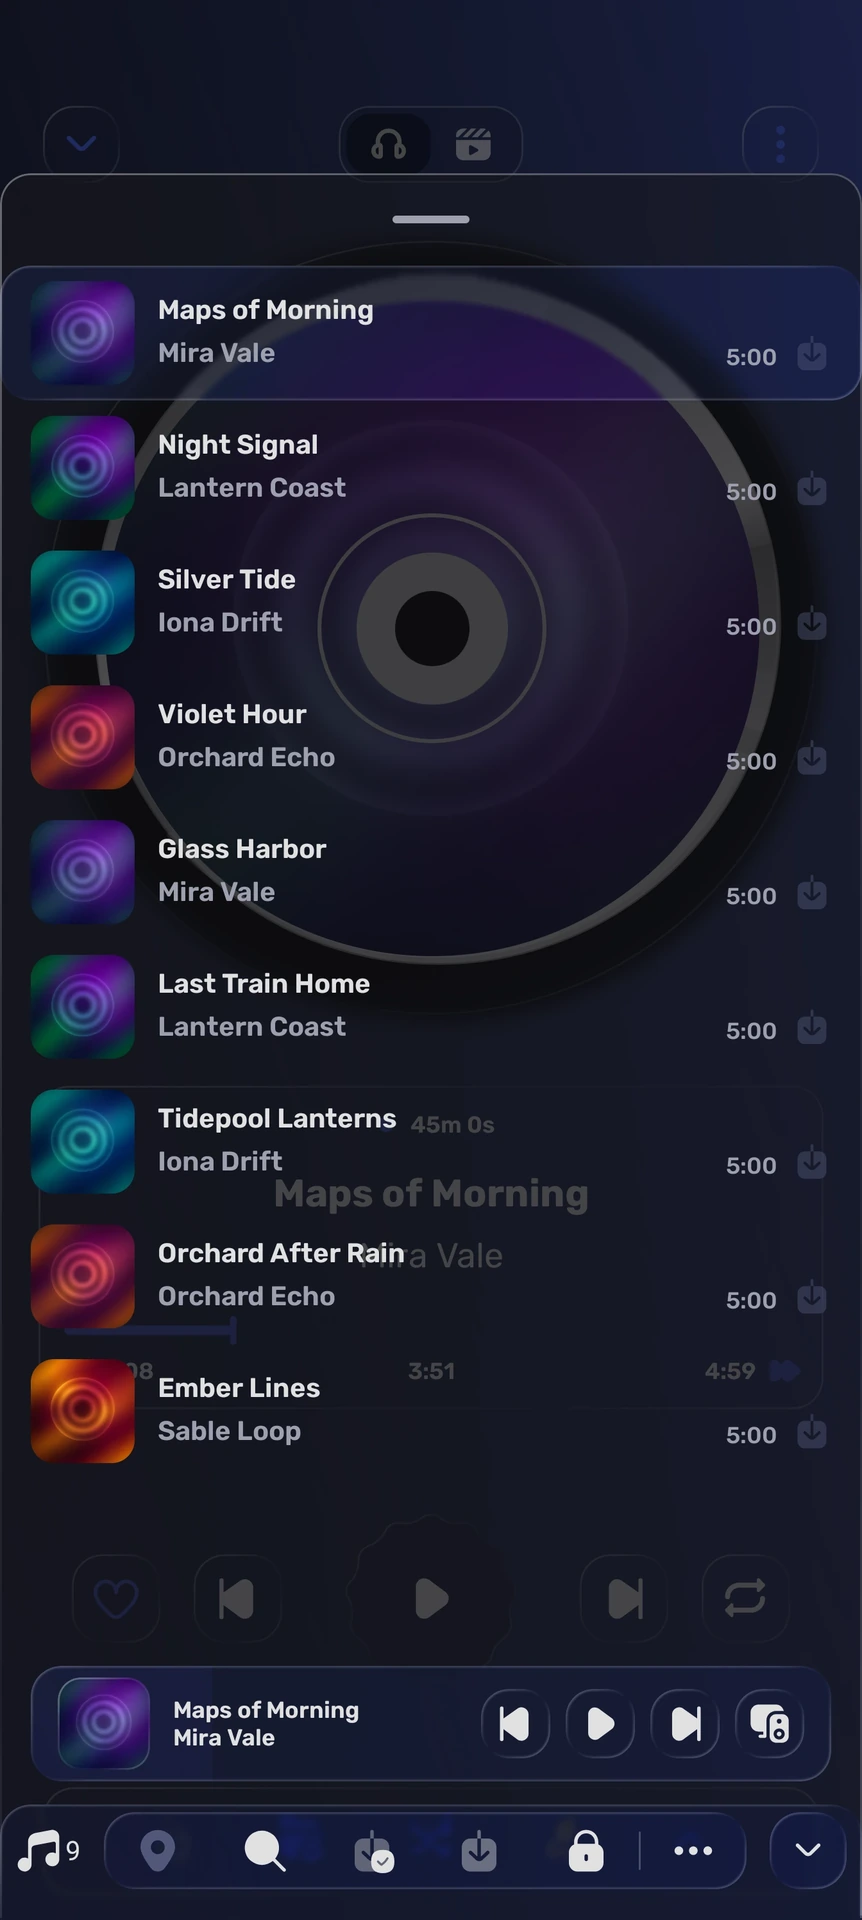 Maps of Morning
Mira Vale
5:00
Night Signal
Lantern Coast
5:00
Silver Tide
Iona Drift
5:00
Violet Hour
Orchard Echo
5:00
Glass Harbor
Mira Vale
5:00
Last Train Home
Lantern Coast
5:00
Tidepool Lanterns
45m 0s
Iona Drift
5:00
Maps of Morning
Orchard After Rain
Vale
Orchard Echo
5:00
3:51
4:59
Ember Lines
Sable Loop
5:00
Maps of Morning
Mira Vale
9